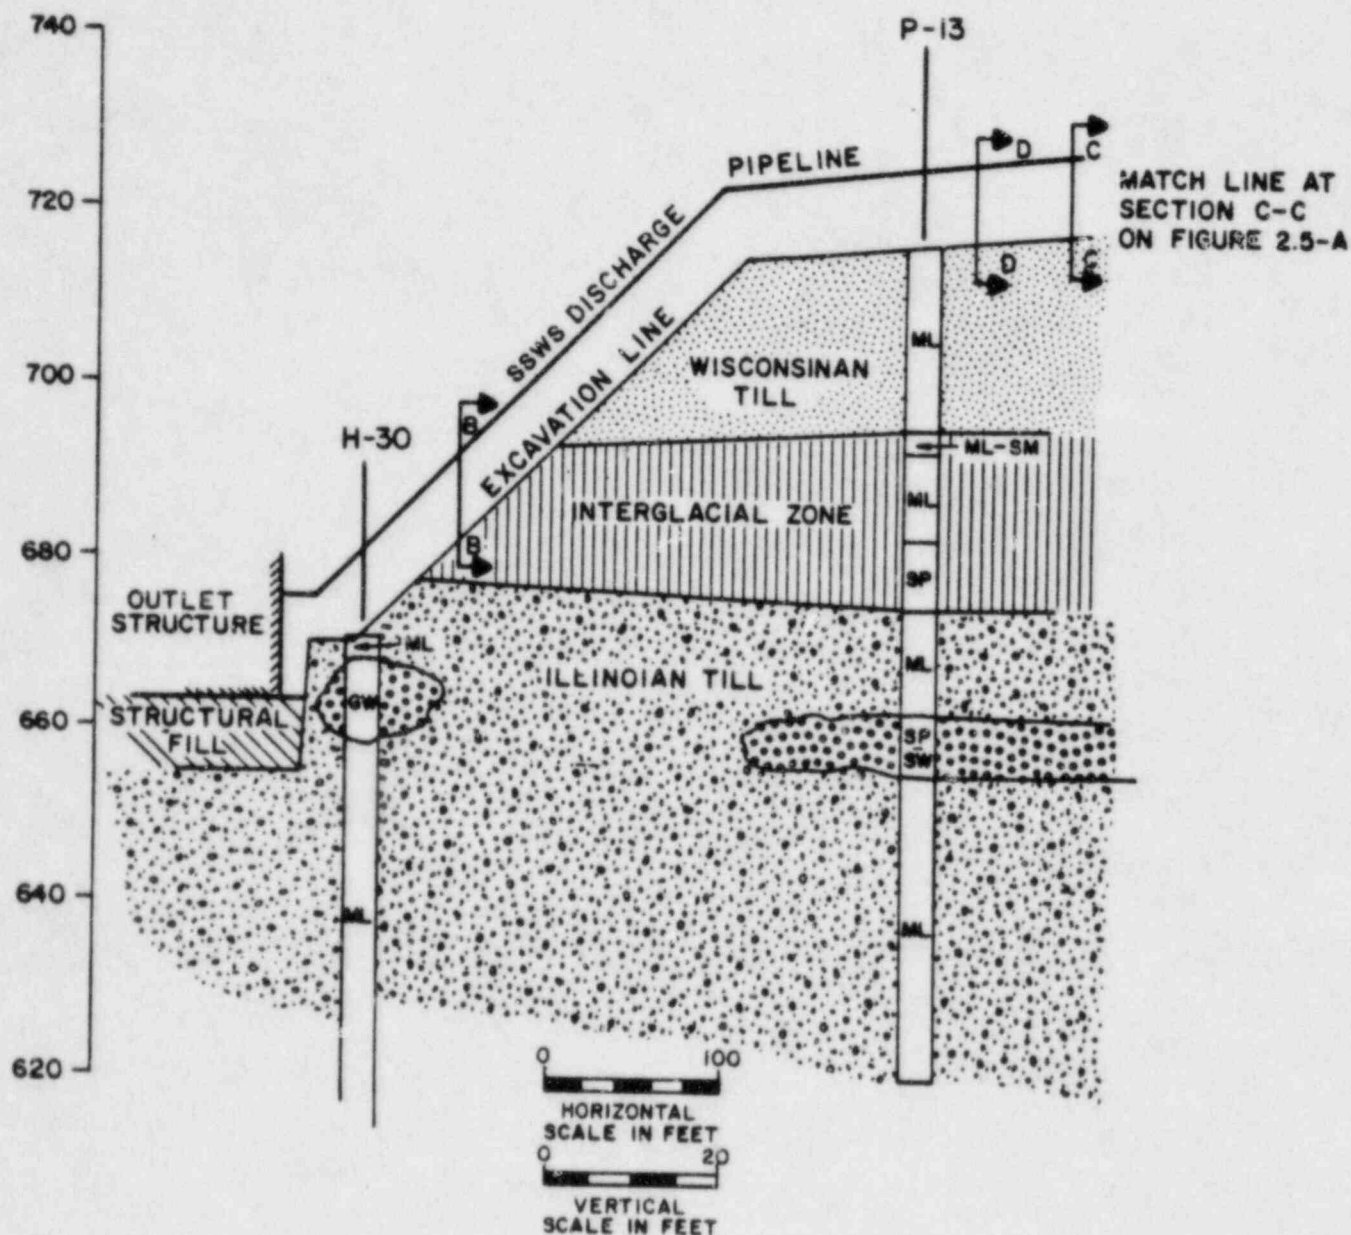 740
P-13
PIPELINE
D
C
MATCH LINE AT
SECTION C-C
ON FIGURE 2.5-A
720
SSWS DISCHARGE
D
C
EXCAVATION LINE
ML
700
WISCONSINAN
TILL
B
H-30
ML-SM
ML
INTERGLACIAL ZONE
680
B
SP
OUTLET
STRUCTURE
ML
ML
ILLINOIAN TILL
GW
660
STRUCTURAL
FILL
SP
SW
640
ML
ML
620
0 100
HORIZONTAL
SCALE IN FEET
0 20
VERTICAL
SCALE IN FEET